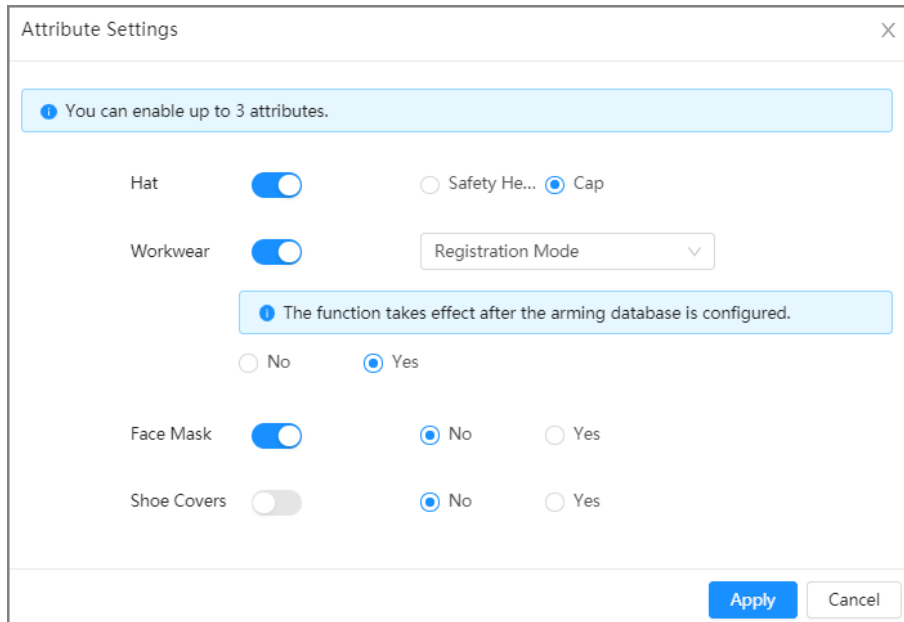 Attribute Settings
You can enable up to 3 attributes.
Hat Safety He... Cap
Workwear Registration Mode
The function takes effect after the arming database is configured.
No Yes
Face Mask No Yes
Shoe Covers No Yes
Apply Cancel